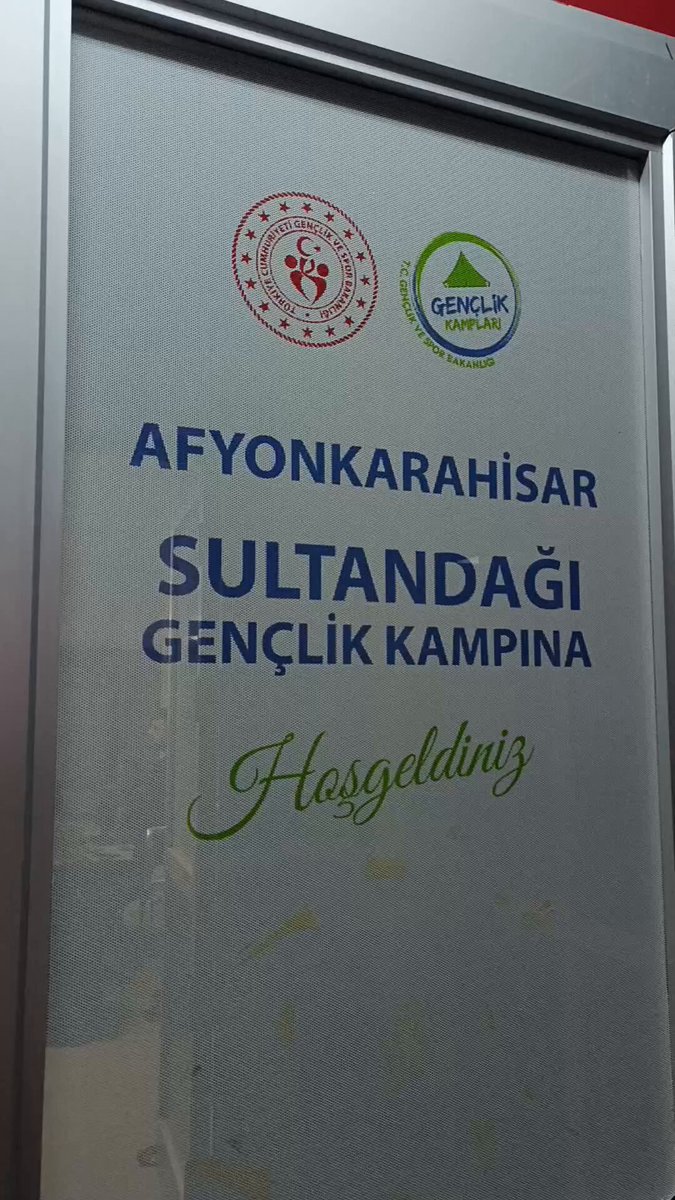 TÜRKİYE CUMHURİYETİ GENÇLİK VE SPOR BAKANLIĞI
GENÇLİK
KAMPLARI
T.C. GENÇLİK VE SPOR BAKANLIĞI
AFYONKARAHİSAR
SULTANDAĞI
GENÇLİK KAMPINA
Hoşgeldiniz